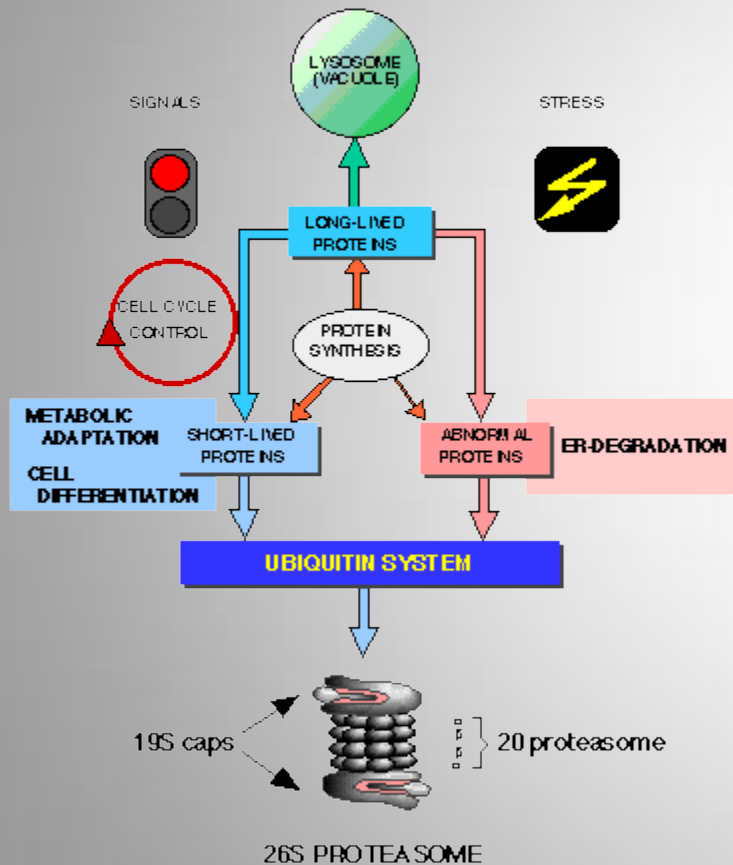 LYSOSOME
(VACUOLE)
SIGNALS
STRESS
LONG-LIVED
PROTEINS
CELL CYCLE
CONTROL
PROTEIN
SYNTHESIS
METABOLIC
ADAPTATION
CELL
DIFFERENTIATION
SHORT-LIVED
PROTEINS
ABNORMAL
PROTEINS
ER-DEGRADATION
UBIQUITIN SYSTEM
19S caps
20 proteasome
26S PROTEASOME